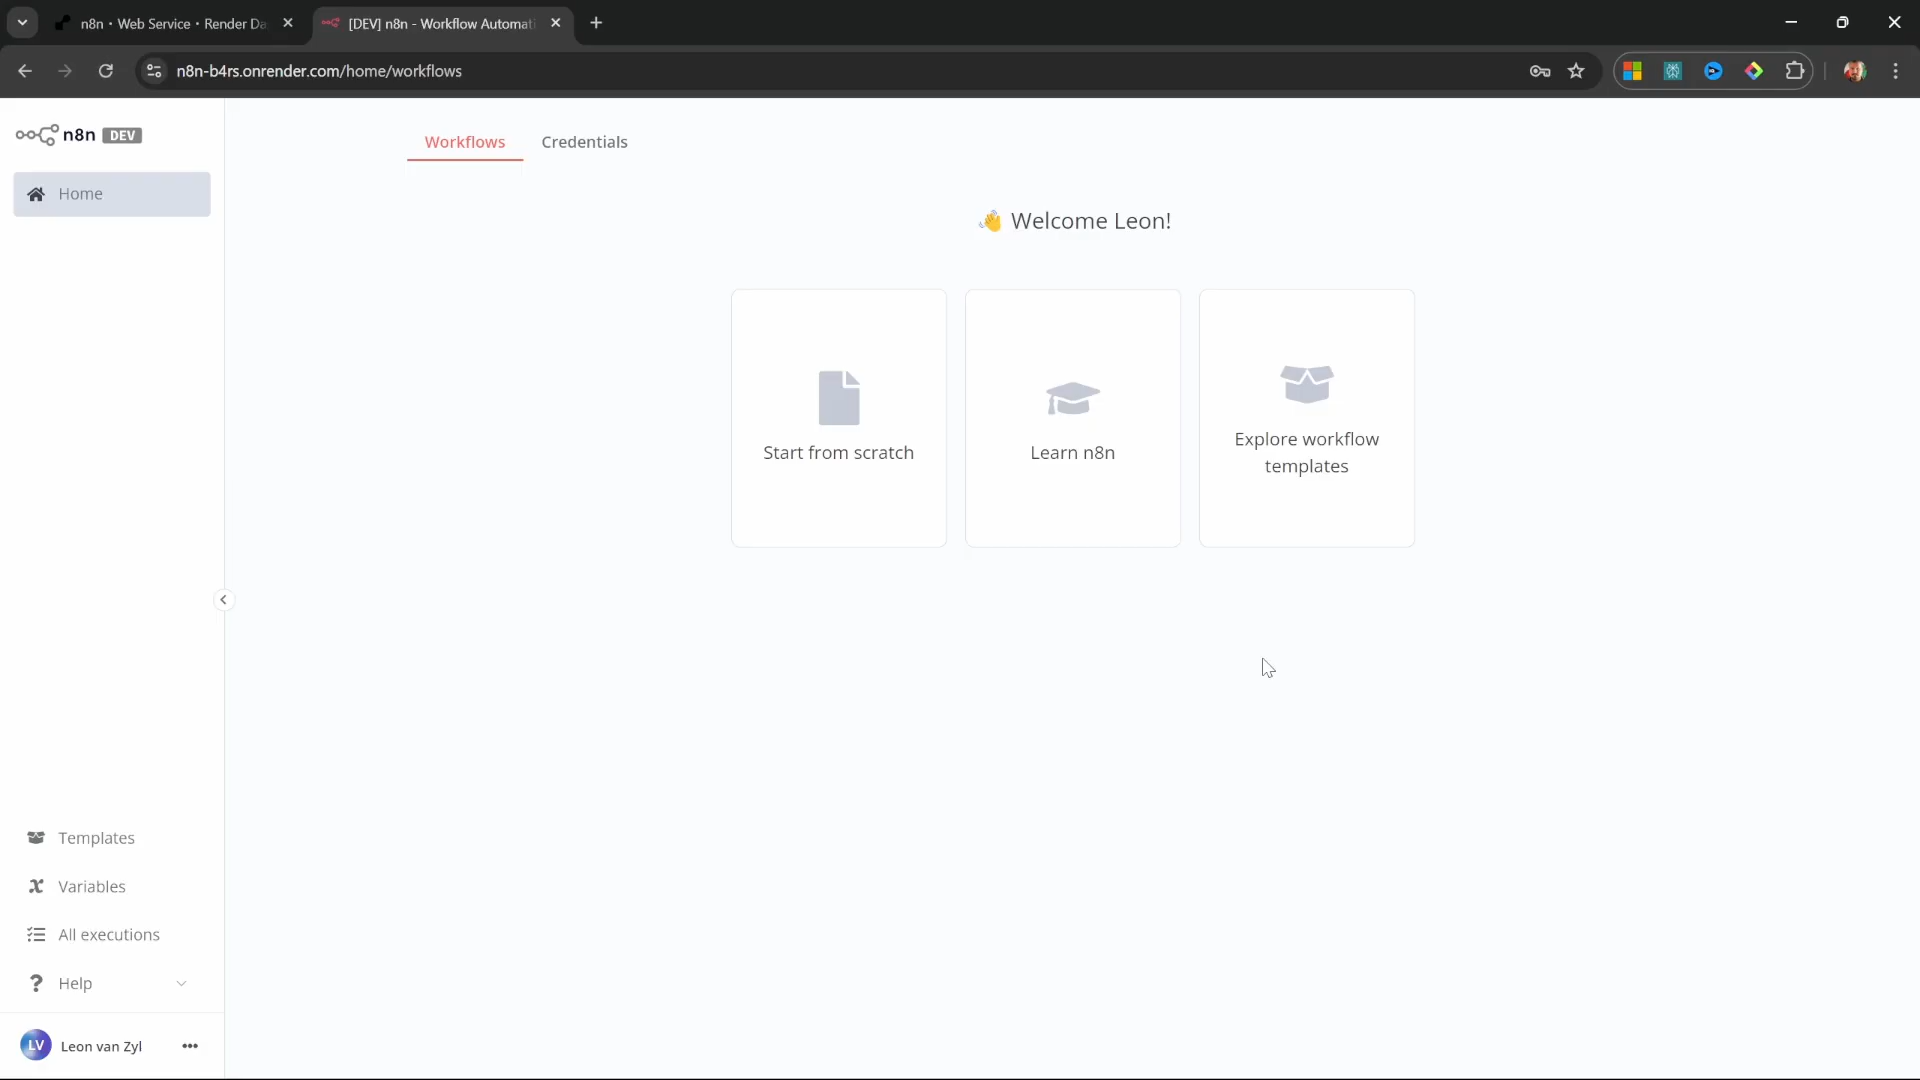 n8n • Web Service • Render Da
[DEV] n8n - Workflow Automati
n8n-b4rs.onrender.com/home/workflows
n8n DEV
Home
Workflows
Credentials
👋 Welcome Leon!
Start from scratch
Learn n8n
Explore workflow
templates
Templates
Variables
All executions
? Help
LV Leon van Zyl